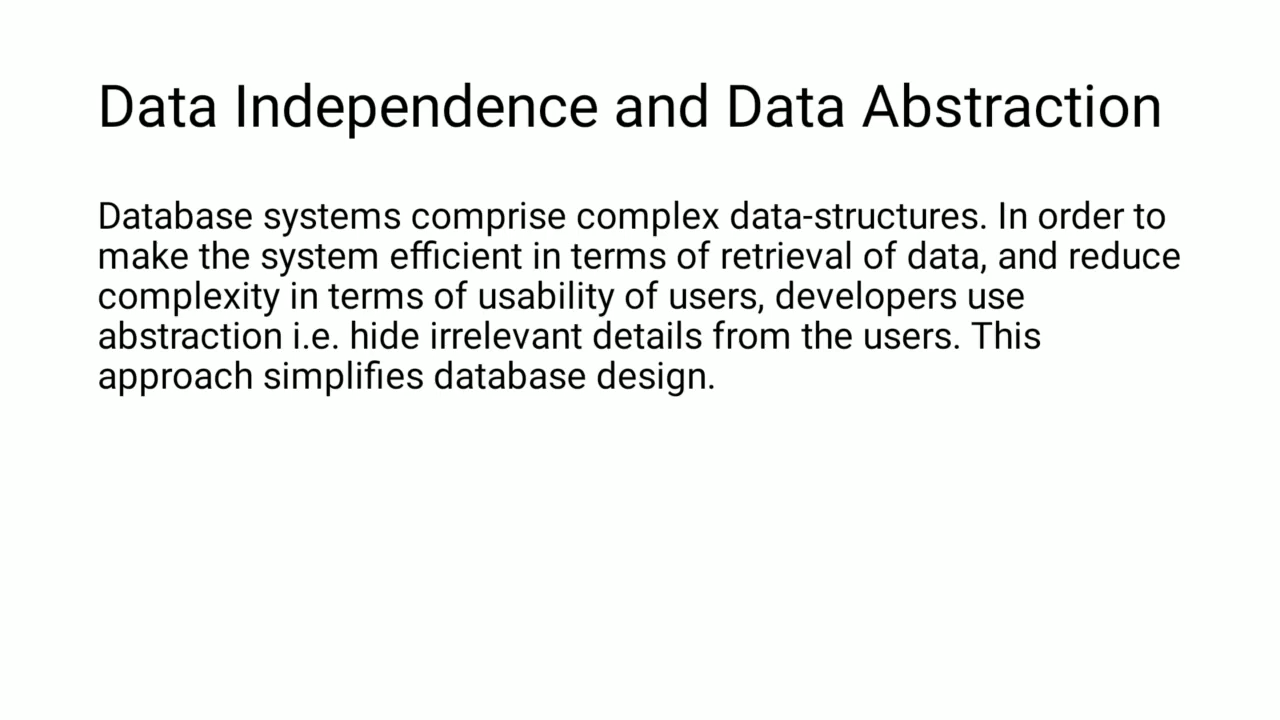 Data Independence and Data Abstraction
Database systems comprise complex data-structures. In order to
make the system efficient in terms of retrieval of data, and reduce
complexity in terms of usability of users, developers use
abstraction i.e. hide irrelevant details from the users. This
approach simplifies database design.